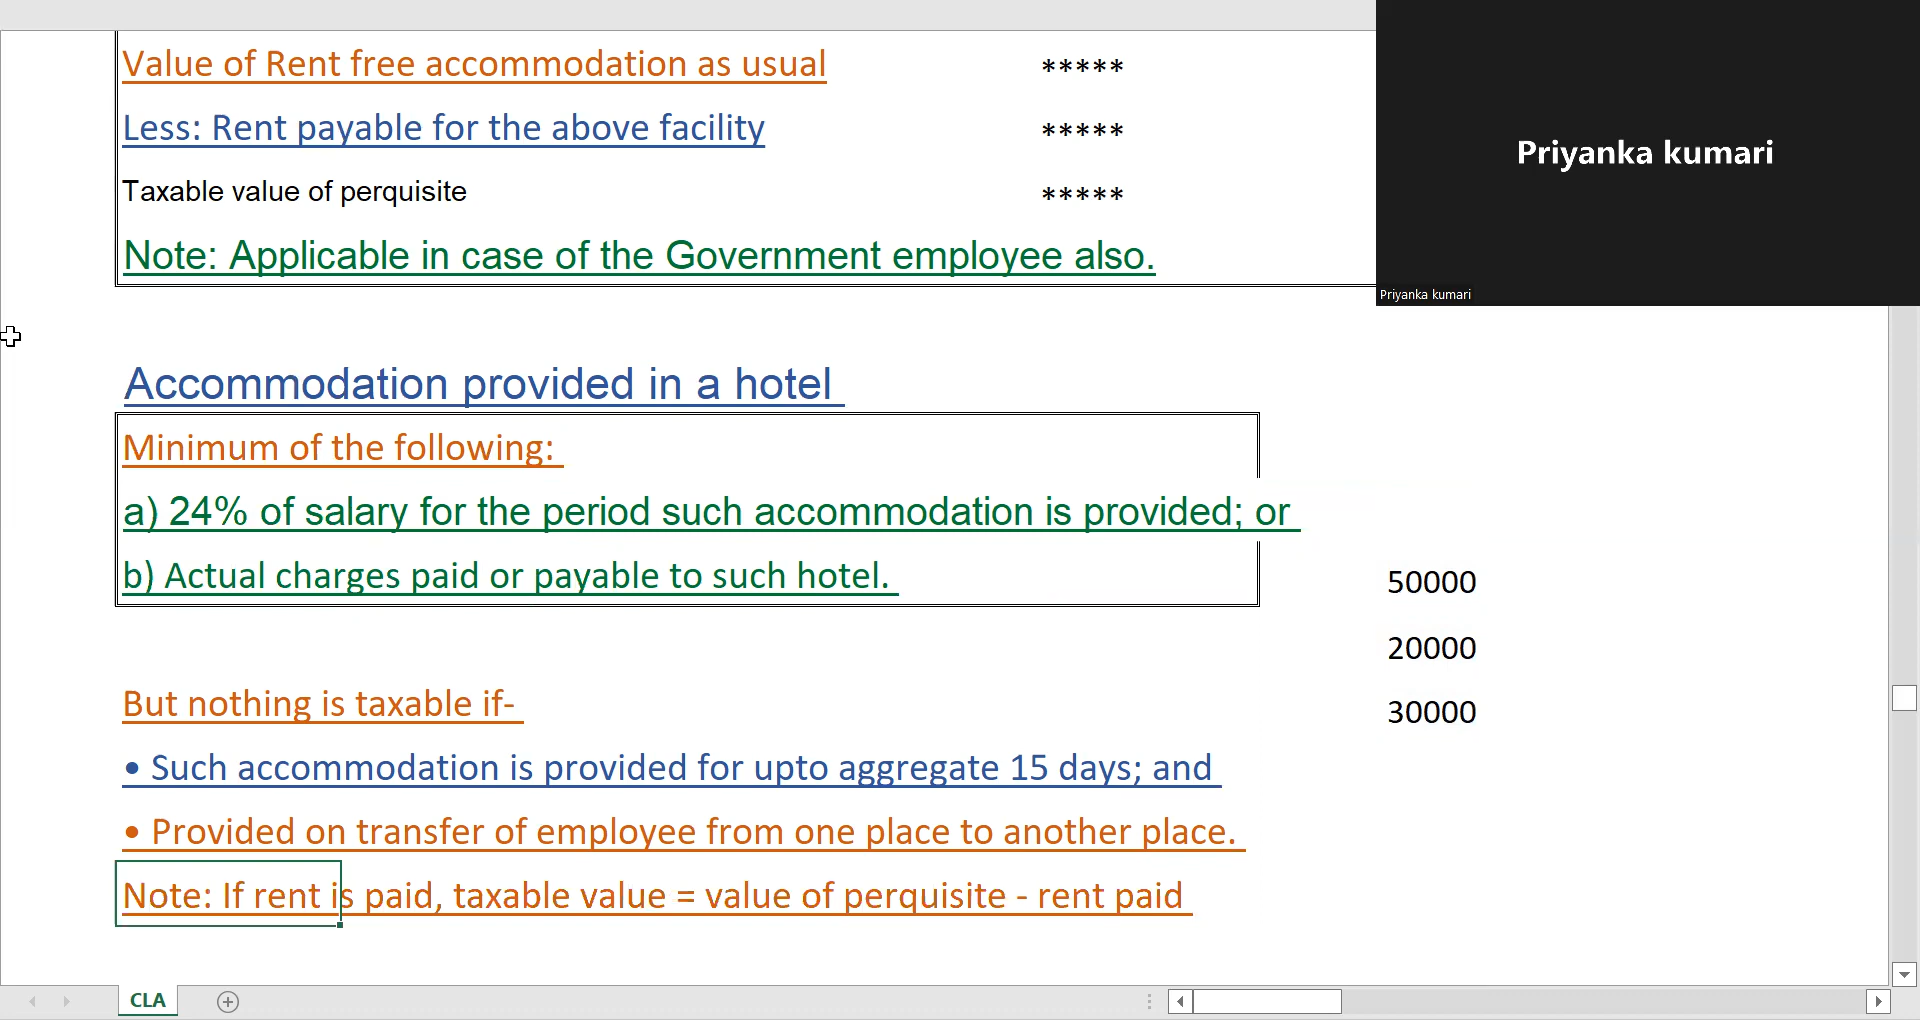 Value of Rent free accommodation as usual *****
Less: Rent payable for the above facility *****
Taxable value of perquisite *****
Note: Applicable in case of the Government employee also.
Priyanka kumari
Priyanka kumari
Accommodation provided in a hotel
Minimum of the following:
a) 24% of salary for the period such accommodation is provided; or
b) Actual charges paid or payable to such hotel. 50000
20000
But nothing is taxable if- 30000
• Such accommodation is provided for upto aggregate 15 days; and
• Provided on transfer of employee from one place to another place.
Note: If rent is paid, taxable value = value of perquisite - rent paid
CLA